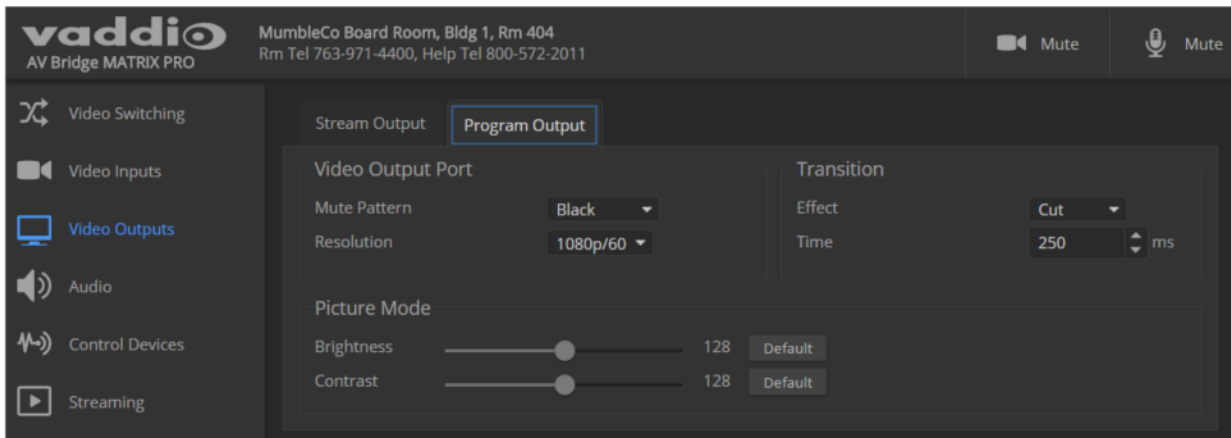 vaddio
AV Bridge MATRIX PRO
MumbleCo Board Room, Bldg 1, Rm 404
Rm Tel 763-971-4400, Help Tel 800-572-2011
Mute
Mute
Video Switching
Video Inputs
Video Outputs
Audio
Control Devices
Streaming
Stream Output
Program Output
Video Output Port
Mute Pattern Black
Resolution 1080p/60
Transition
Effect Cut
Time 250 ms
Picture Mode
Brightness 128 Default
Contrast 128 Default